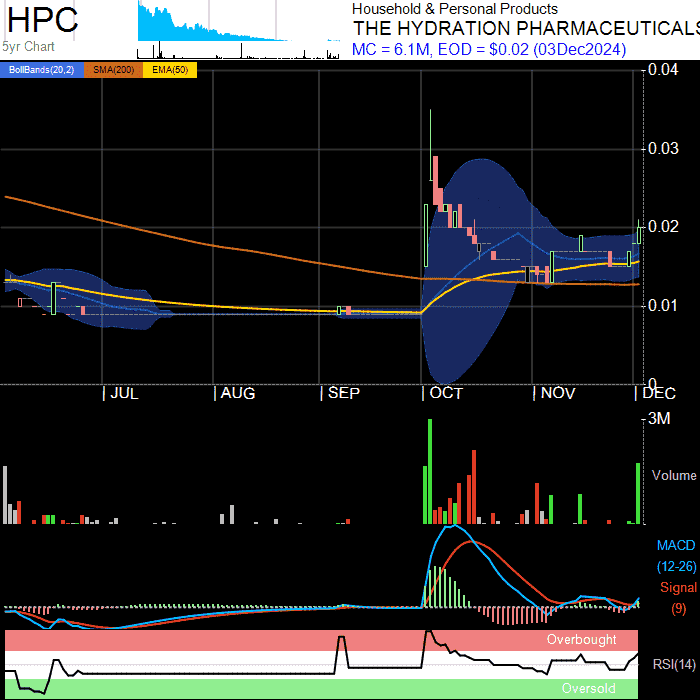 HPC
5yr Chart
Household & Personal Products
THE HYDRATION PHARMACEUTICALS
MC = 6.1M, EOD = $0.02 (03Dec2024)
BollBands(20,2) SMA(200) EMA(50)
0.04
0.03
0.02
0.01
0
JUL AUG SEP OCT NOV DEC
3M
Volume
MACD
(12-26)
Signal
(9)
Overbought
RSI(14)
Oversold